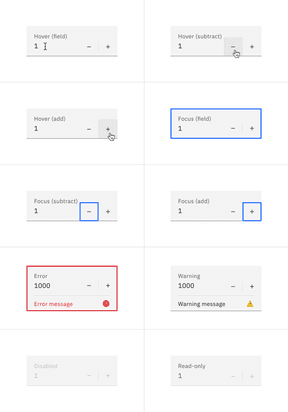 Hover (field)
1 − +
Hover (subtract)
1 − +
Hover (add)
1 − +
Focus (field)
1 − +
Focus (subtract)
1 − +
Focus (add)
1 − +
Error
1000 − +
Error message
Warning
1000 − +
Warning message
Disabled
1 − +
Read-only
1 − +